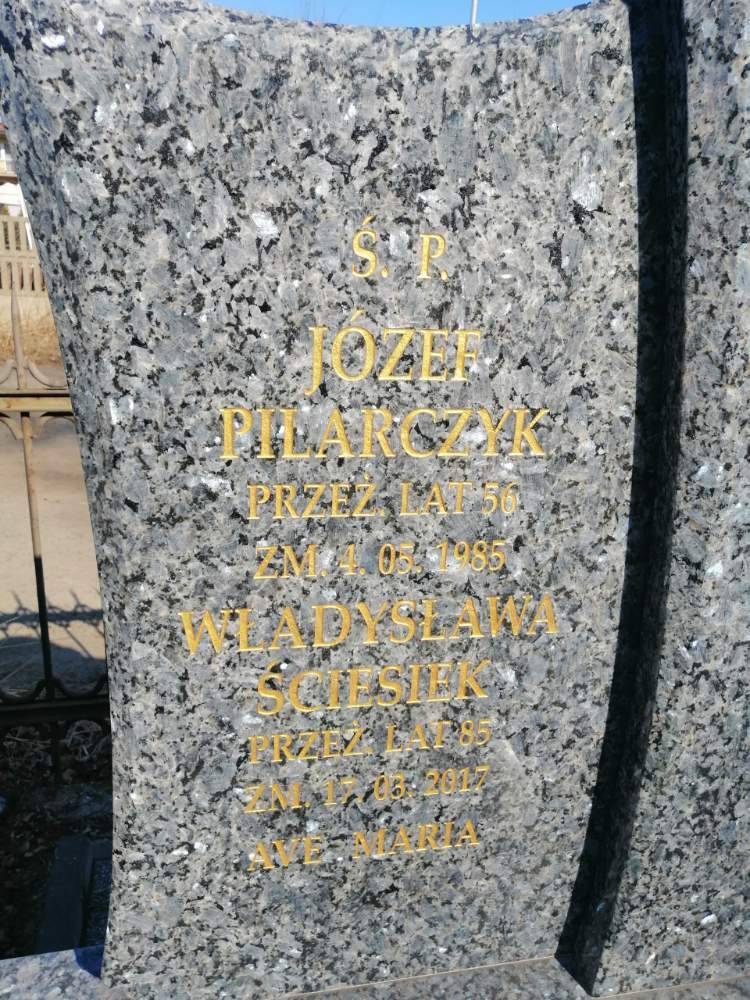 Ś. P.
JÓZEF
PILARCZYK
PRZEŻ. LAT 56
ZM. 4. 05. 1985
WŁADYSŁAWA
ŚCIESIEK
PRZEŻ. LAT 85
ZM. 17. 03. 2017
AVE MARIA